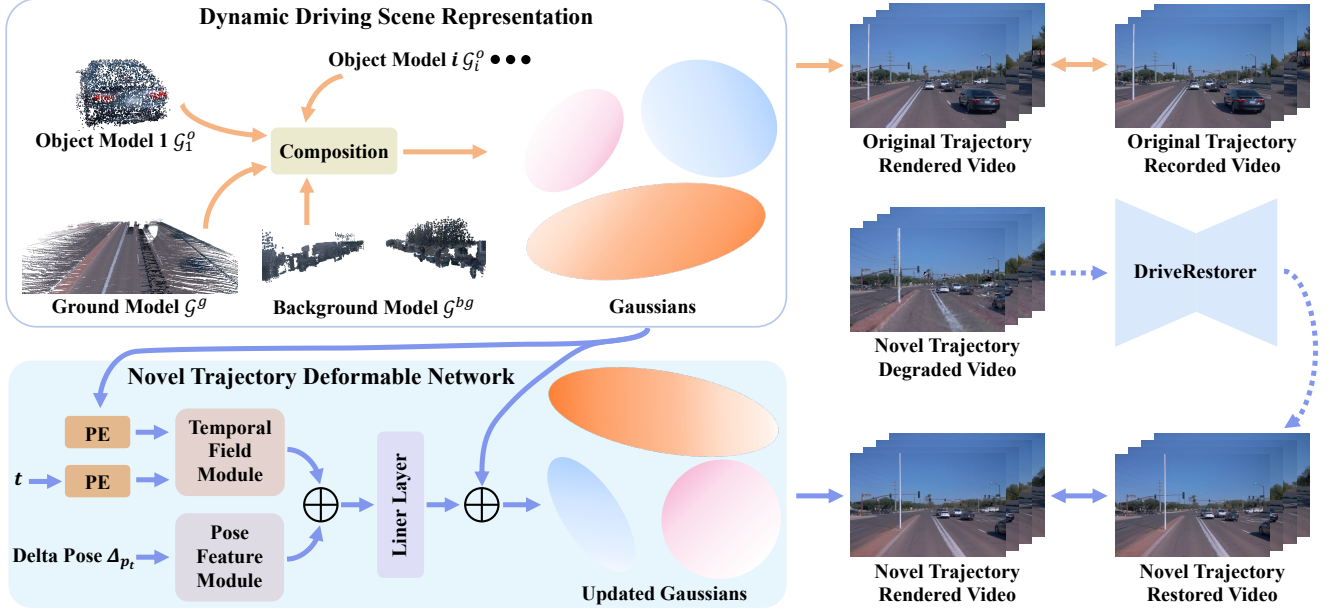 Dynamic Driving Scene Representation
Object Model i 𝒢ᵢᵒ ●●●
Object Model 1 𝒢₁ᵒ
Composition
Ground Model 𝒢ᵍ
Background Model 𝒢ᵇᵍ
Gaussians
Original Trajectory
Rendered Video
Original Trajectory
Recorded Video
Novel Trajectory
Degraded Video
DriveRestorer
Novel Trajectory Deformable Network
PE
t
PE
Temporal
Field
Module
Delta Pose Δ_{p_t}
Pose
Feature
Module
Liner Layer
Updated Gaussians
Novel Trajectory
Rendered Video
Novel Trajectory
Restored Video